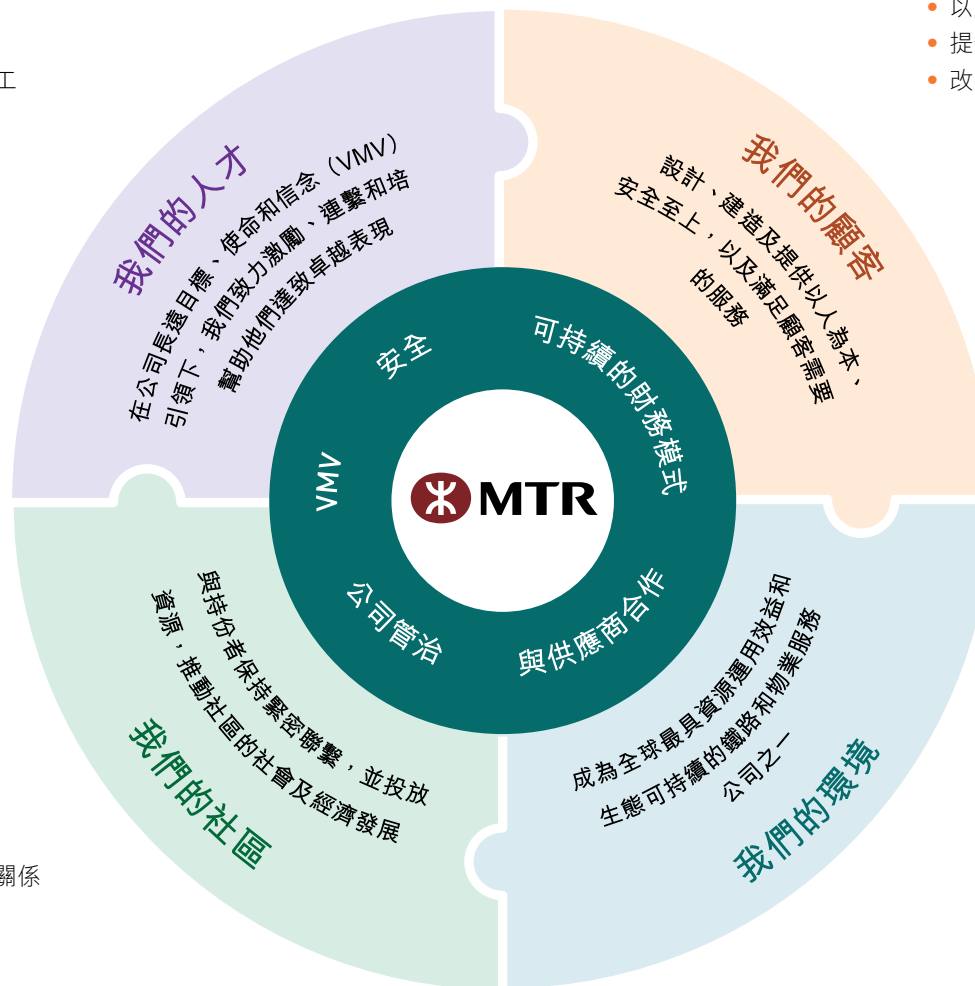 工
以
提
改
我們的人才
在公司長遠目標、使命和信念（VMV）
引領下，我們致力激勵、連繫和培
幫助他們達致卓越表現
我們的顧客
設計、建造及提供以人為本、
安全至上，以及滿足顧客需要
的服務
安全
可持續的財務模式
VMV
MTR
公司管治
與供應商合作
與持份者保持緊密聯繫，並投放
資源，推動社區的社會及經濟發展
我們的社區
成為全球最具資源運用效益和
生態可持續的鐵路和物業服務
公司之一
我們的環境
關係